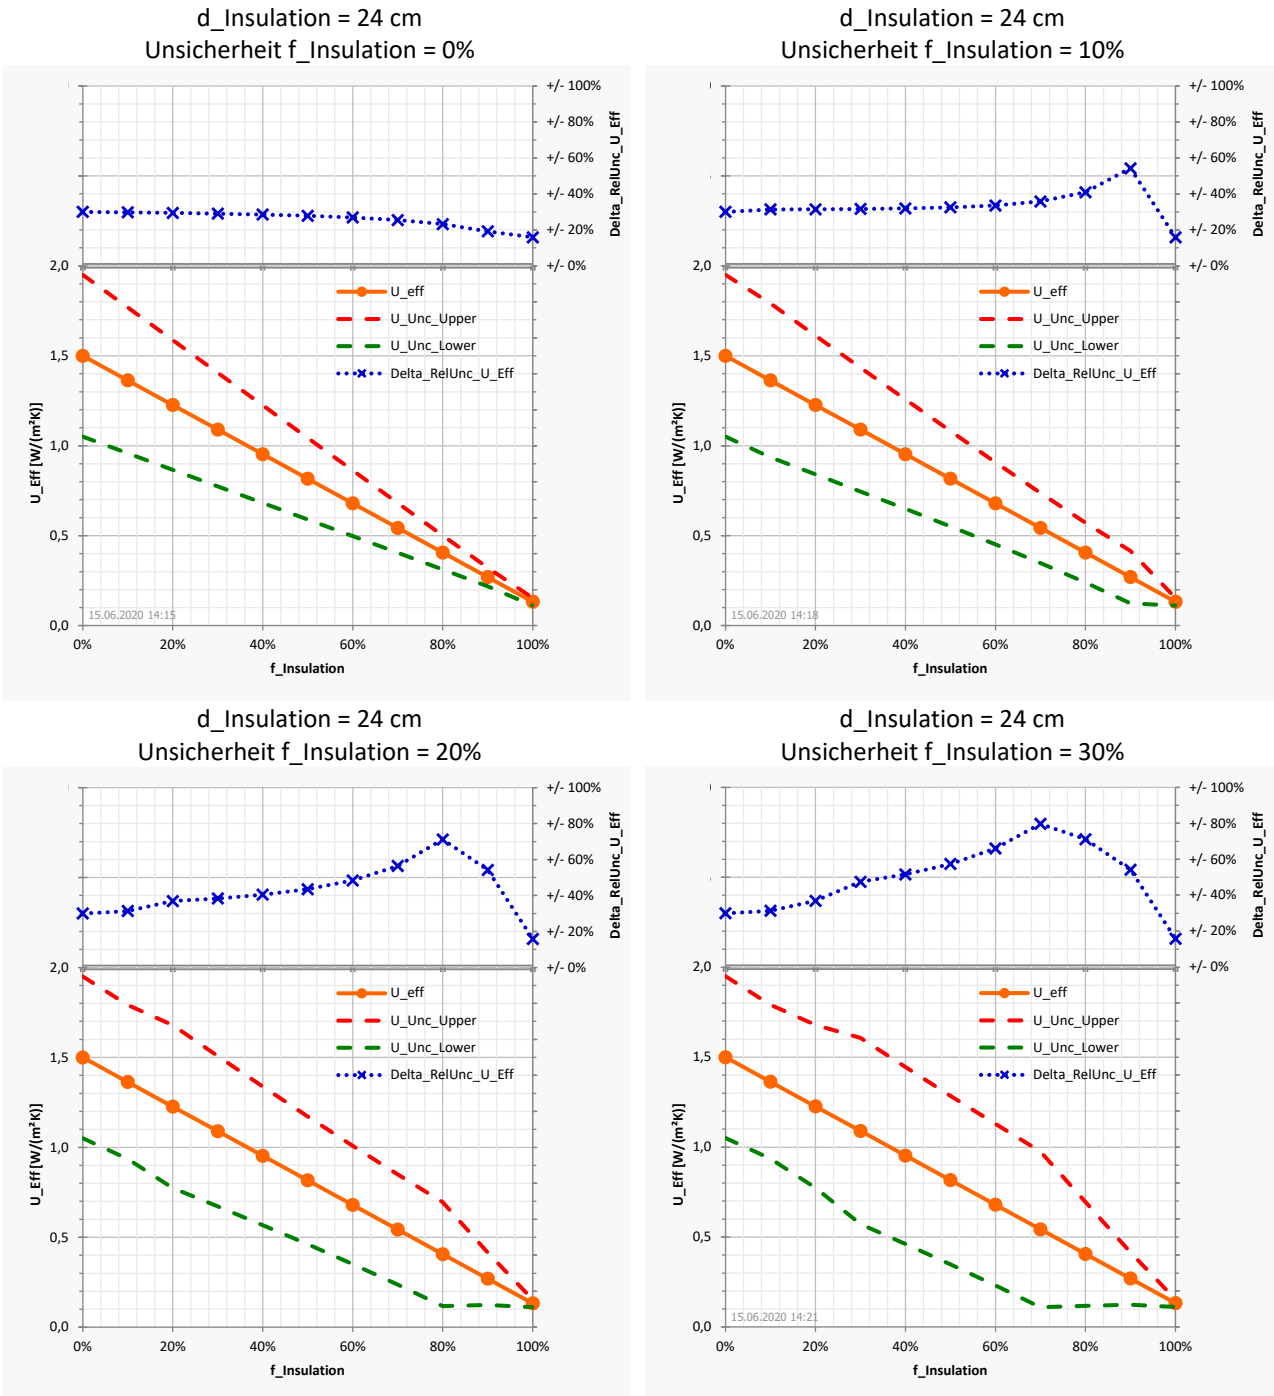 d_Insulation = 24 cm
Unsicherheit f_Insulation = 0%
+/- 100%
+/- 80%
+/- 60%
+/- 40%
+/- 20%
+/- 0%
Delta_RelUnc_U_Eff
2,0
1,5
1,0
0,5
0,0
U_Eff [W/(m²K)]
U_eff
U_Unc_Upper
U_Unc_Lower
Delta_RelUnc_U_Eff
15.06.2020 14:15
0% 20% 40% 60% 80% 100%
f_Insulation
d_Insulation = 24 cm
Unsicherheit f_Insulation = 10%
+/- 100%
+/- 80%
+/- 60%
+/- 40%
+/- 20%
+/- 0%
Delta_RelUnc_U_Eff
2,0
1,5
1,0
0,5
0,0
U_Eff [W/(m²K)]
U_eff
U_Unc_Upper
U_Unc_Lower
Delta_RelUnc_U_Eff
15.06.2020 14:18
0% 20% 40% 60% 80% 100%
f_Insulation
d_Insulation = 24 cm
Unsicherheit f_Insulation = 20%
+/- 100%
+/- 80%
+/- 60%
+/- 40%
+/- 20%
+/- 0%
Delta_RelUnc_U_Eff
2,0
1,5
1,0
0,5
0,0
U_Eff [W/(m²K)]
U_eff
U_Unc_Upper
U_Unc_Lower
Delta_RelUnc_U_Eff
0% 20% 40% 60% 80% 100%
f_Insulation
d_Insulation = 24 cm
Unsicherheit f_Insulation = 30%
+/- 100%
+/- 80%
+/- 60%
+/- 40%
+/- 20%
+/- 0%
Delta_RelUnc_U_Eff
2,0
1,5
1,0
0,5
0,0
U_Eff [W/(m²K)]
U_eff
U_Unc_Upper
U_Unc_Lower
Delta_RelUnc_U_Eff
15.06.2020 14:21
0% 20% 40% 60% 80% 100%
f_Insulation